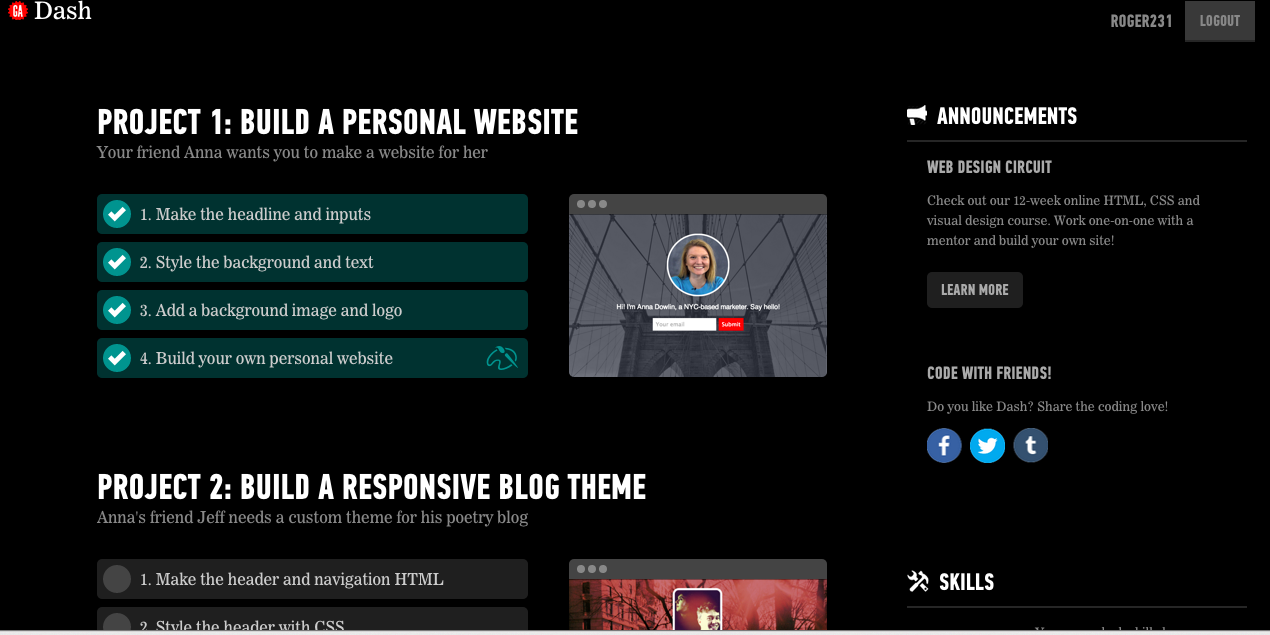 GA Dash
ROGER231
LOGOUT
PROJECT 1: BUILD A PERSONAL WEBSITE
Your friend Anna wants you to make a website for her
1. Make the headline and inputs
2. Style the background and text
3. Add a background image and logo
4. Build your own personal website
Hi! I'm Anna Dowlin, a NYC-based marketer. Say hello!
Your email
Submit
PROJECT 2: BUILD A RESPONSIVE BLOG THEME
Anna's friend Jeff needs a custom theme for his poetry blog
1. Make the header and navigation HTML
2. Style the header with CSS
ANNOUNCEMENTS
WEB DESIGN CIRCUIT
Check out our 12-week online HTML, CSS and
visual design course. Work one-on-one with a
mentor and build your own site!
LEARN MORE
CODE WITH FRIENDS!
Do you like Dash? Share the coding love!
f
t
SKILLS